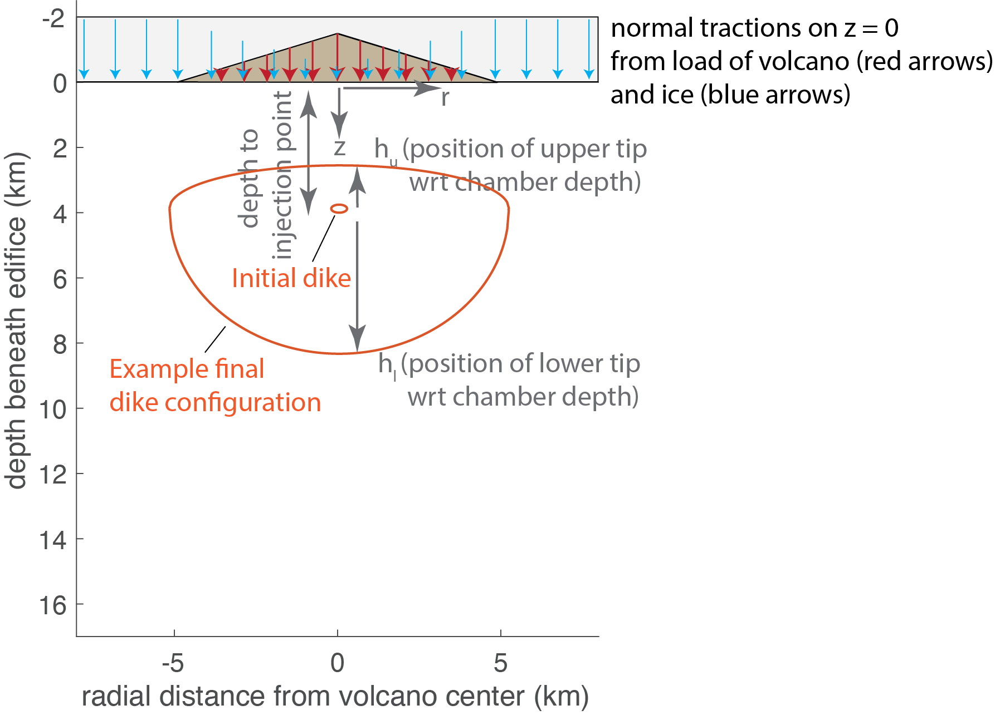 -2
0
2
4
6
8
10
12
14
16
depth beneath edifice (km)
-5
0
5
radial distance from volcano center (km)
normal tractions on z = 0
from load of volcano (red arrows)
and ice (blue arrows)
r
z
depth to
injection point
hu (position of upper tip
wrt chamber depth)
Initial dike
Example final
dike configuration
hl (position of lower tip
wrt chamber depth)